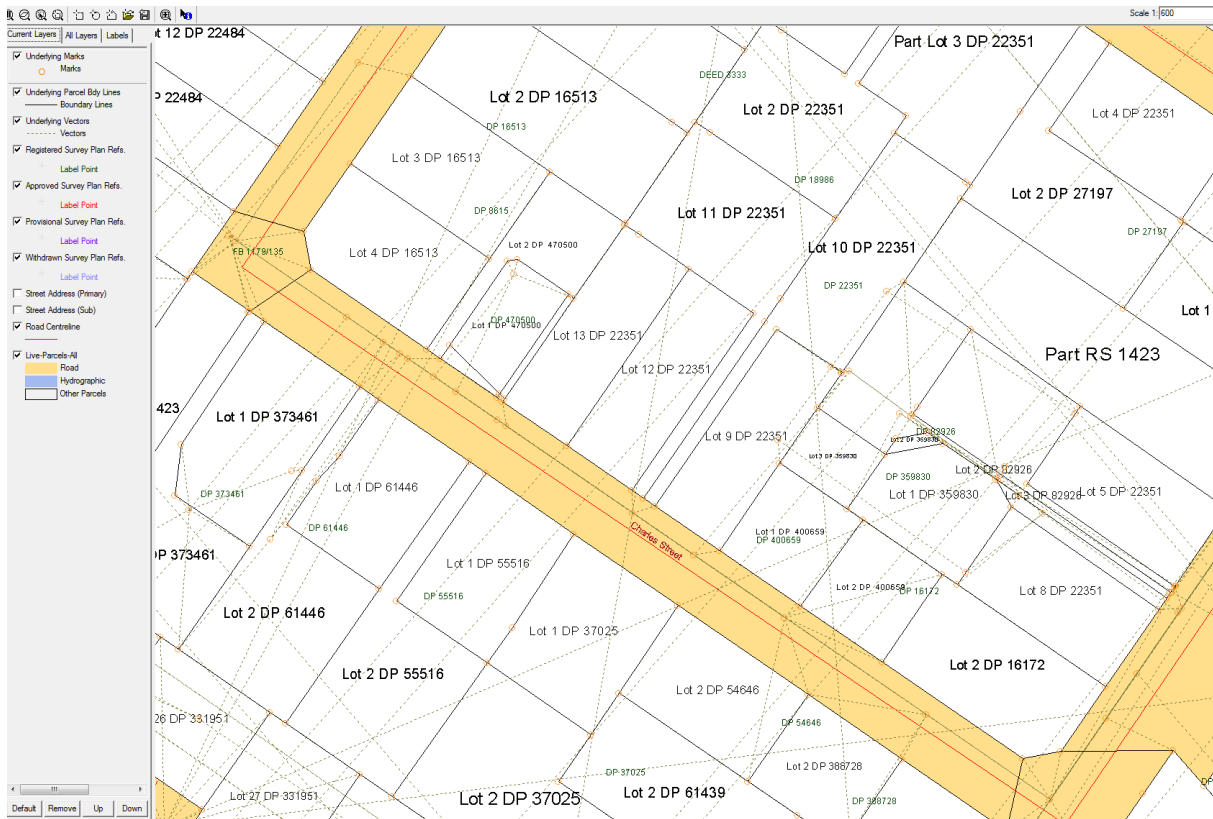 Scale 1: 600
Current Layers
All Layers
Labels
Underlying Marks
Marks
Underlying Parcel Bdy Lines
Boundary Lines
Underlying Vectors
Vectors
Registered Survey Plan Refs.
Label Point
Approved Survey Plan Refs.
Label Point
Provisional Survey Plan Refs.
Label Point
Withdrawn Survey Plan Refs.
Label Point
Street Address (Primary)
Street Address (Sub)
Road Centreline
Live-Parcels-All
Road
Hydrographic
Other Parcels
Default
Remove
Up
Down
t 12 DP 22484
Part Lot 3 DP 22351
DEED 3333
P 22484
Lot 2 DP 16513
Lot 2 DP 22351
Lot 4 DP 22351
DP 16513
Lot 3 DP 16513
DP 18986
Lot 2 DP 27197
DP 8615
Lot 11 DP 22351
DP 27197
FB 1179/135
Lot 4 DP 16513
Lot 2 DP 470500
Lot 10 DP 22351
DP 22351
Lot 1
DP 470500
Lot 1 DP 470500
Lot 13 DP 22351
Part RS 1423
Lot 12 DP 22351
423
Lot 1 DP 373461
Lot 9 DP 22351
DP 82926
Lot 2 DP 359830
Lot 3 DP 359830
Lot 2 DP 82926
DP 359830
Lot 1 DP 61446
Lot 1 DP 359830
Lot 3 DP 82926
Lot 5 DP 22351
DP 373461
DP 61446
Charles Street
Lot 1 DP 400659
DP 400659
P 373461
Lot 1 DP 55516
Lot 2 DP 400659
DP 16172
Lot 8 DP 22351
DP 55516
Lot 2 DP 61446
Lot 1 DP 37025
Lot 2 DP 16172
Lot 2 DP 55516
Lot 2 DP 54646
26 DP 331951
DP 54646
DP 37025
Lot 2 DP 388728
Lot 27 DP 331951
Lot 2 DP 37025
Lot 2 DP 61439
DP 388728
DP